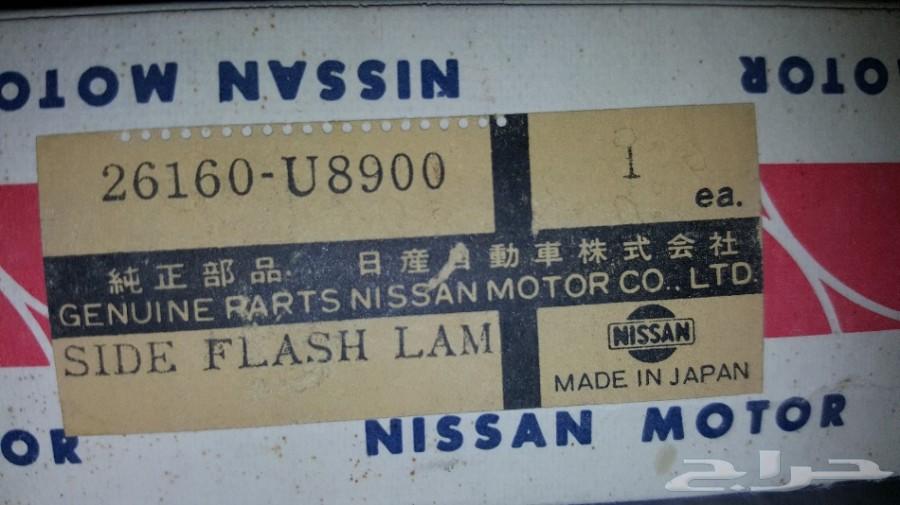 NISSAN MOTO
MOTOR
26160-U8900
1
ea.
純正部品. 日産自動車株式会社
GENUINE PARTS NISSAN MOTOR CO., LTD.
SIDE FLASH LAM
NISSAN
MADE IN JAPAN
OR
NISSAN MOTOR
حراج